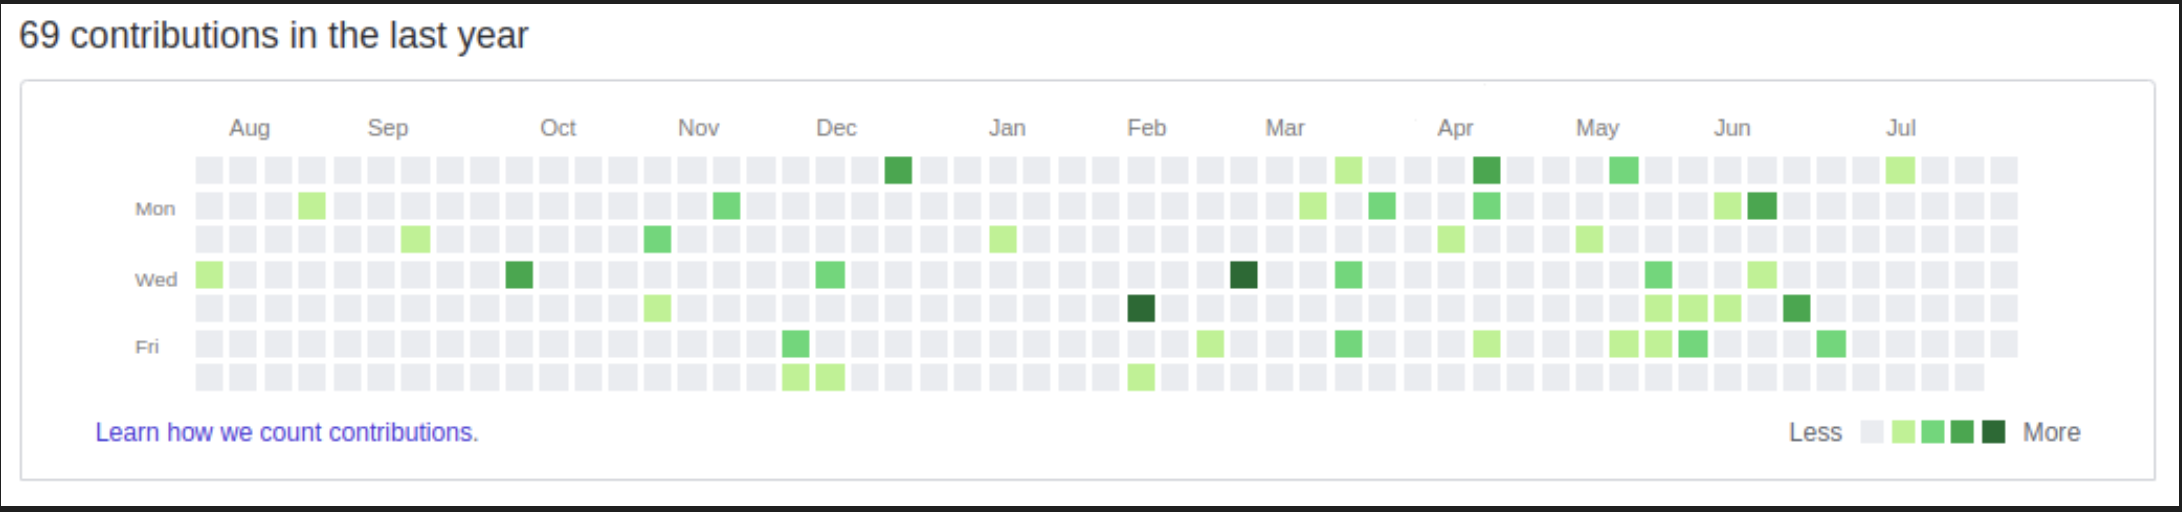 69 contributions in the last year
Aug Sep Oct Nov Dec Jan Feb Mar Apr May Jun Jul
Mon
Wed
Fri
Learn how we count contributions.
Less More